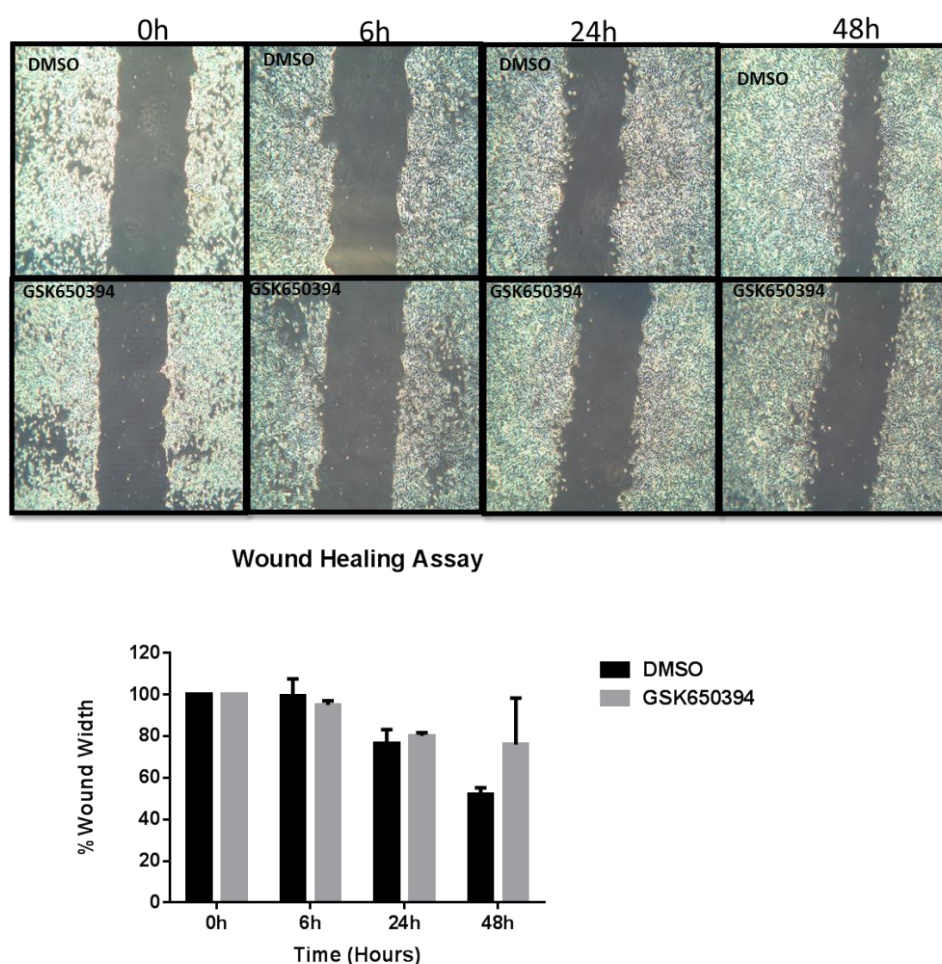 0h 6h 24h 48h
DMSO DMSO DMSO DMSO
GSK650394 GSK650394 GSK650394 GSK650394
Wound Healing Assay
120
100
80
60
40
20
0
% Wound Width
0h 6h 24h 48h
Time (Hours)
DMSO
GSK650394